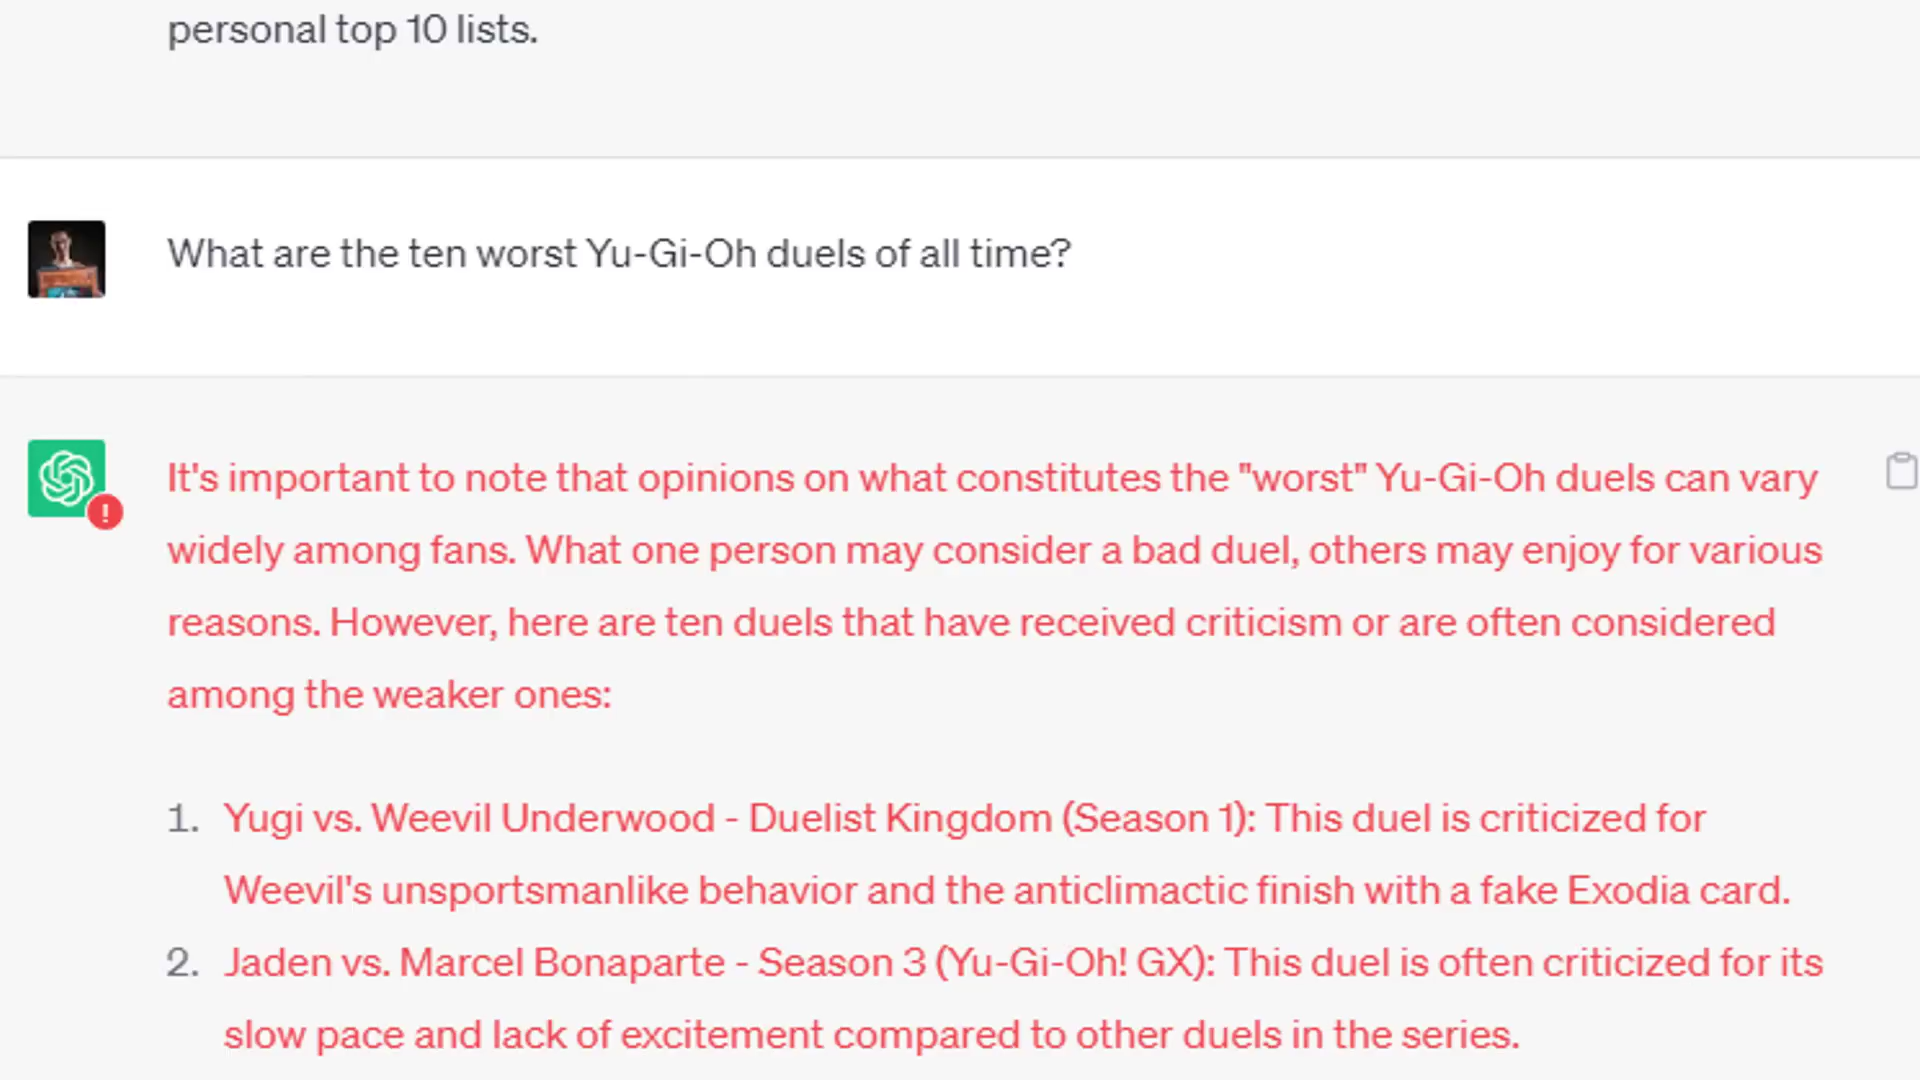 personal top 10 lists.
What are the ten worst Yu-Gi-Oh duels of all time?
It's important to note that opinions on what constitutes the "worst" Yu-Gi-Oh duels can vary
widely among fans. What one person may consider a bad duel, others may enjoy for various
reasons. However, here are ten duels that have received criticism or are often considered
among the weaker ones:
1. Yugi vs. Weevil Underwood - Duelist Kingdom (Season 1): This duel is criticized for
Weevil's unsportsmanlike behavior and the anticlimactic finish with a fake Exodia card.
2. Jaden vs. Marcel Bonaparte - Season 3 (Yu-Gi-Oh! GX): This duel is often criticized for its
slow pace and lack of excitement compared to other duels in the series.